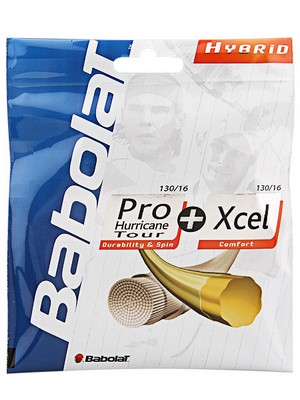 HYBRiD
Babolat
130/16
130/16
Pro
Hurricane
Tour
+
Xcel
Durability & Spin
Comfort
Babolat